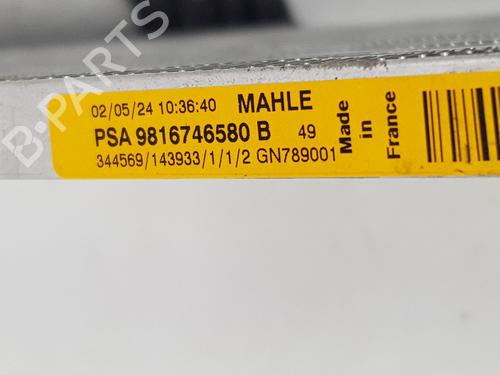 02/05/24 10:36:40 MAHLE
PSA 9816746580 B 49
344569/143933/1/1/2 GN789001
Made
in
France
B-PARTS